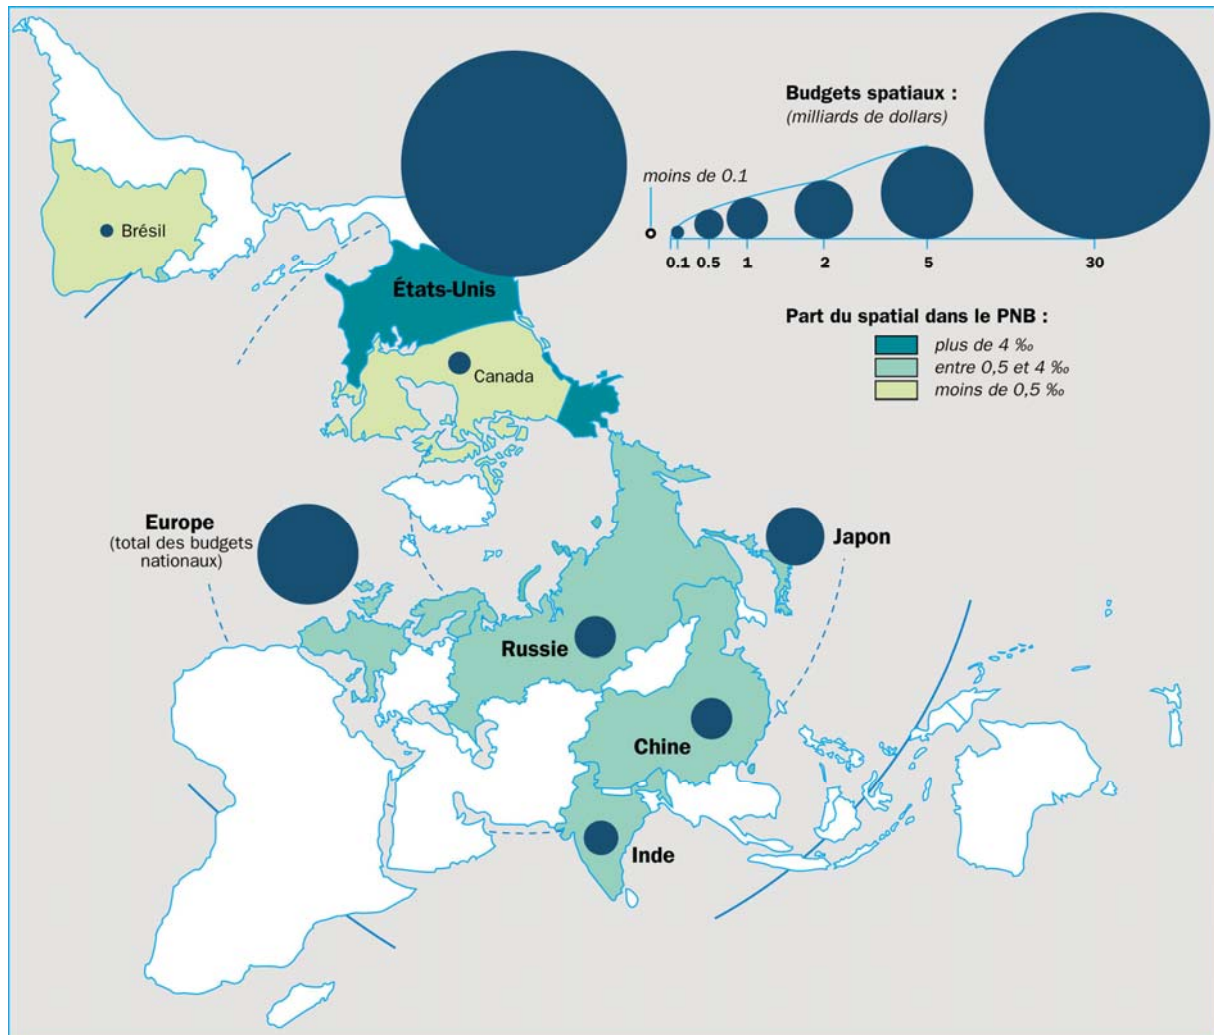 Budgets spatiaux :
(milliards de dollars)
moins de 0.1
0.1 0.5 1 2 5 30
Part du spatial dans le PNB :
plus de 4 ‰
entre 0,5 et 4 ‰
moins de 0,5 ‰
Brésil
États-Unis
Canada
Europe
(total des budgets
nationaux)
Japon
Russie
Chine
Inde